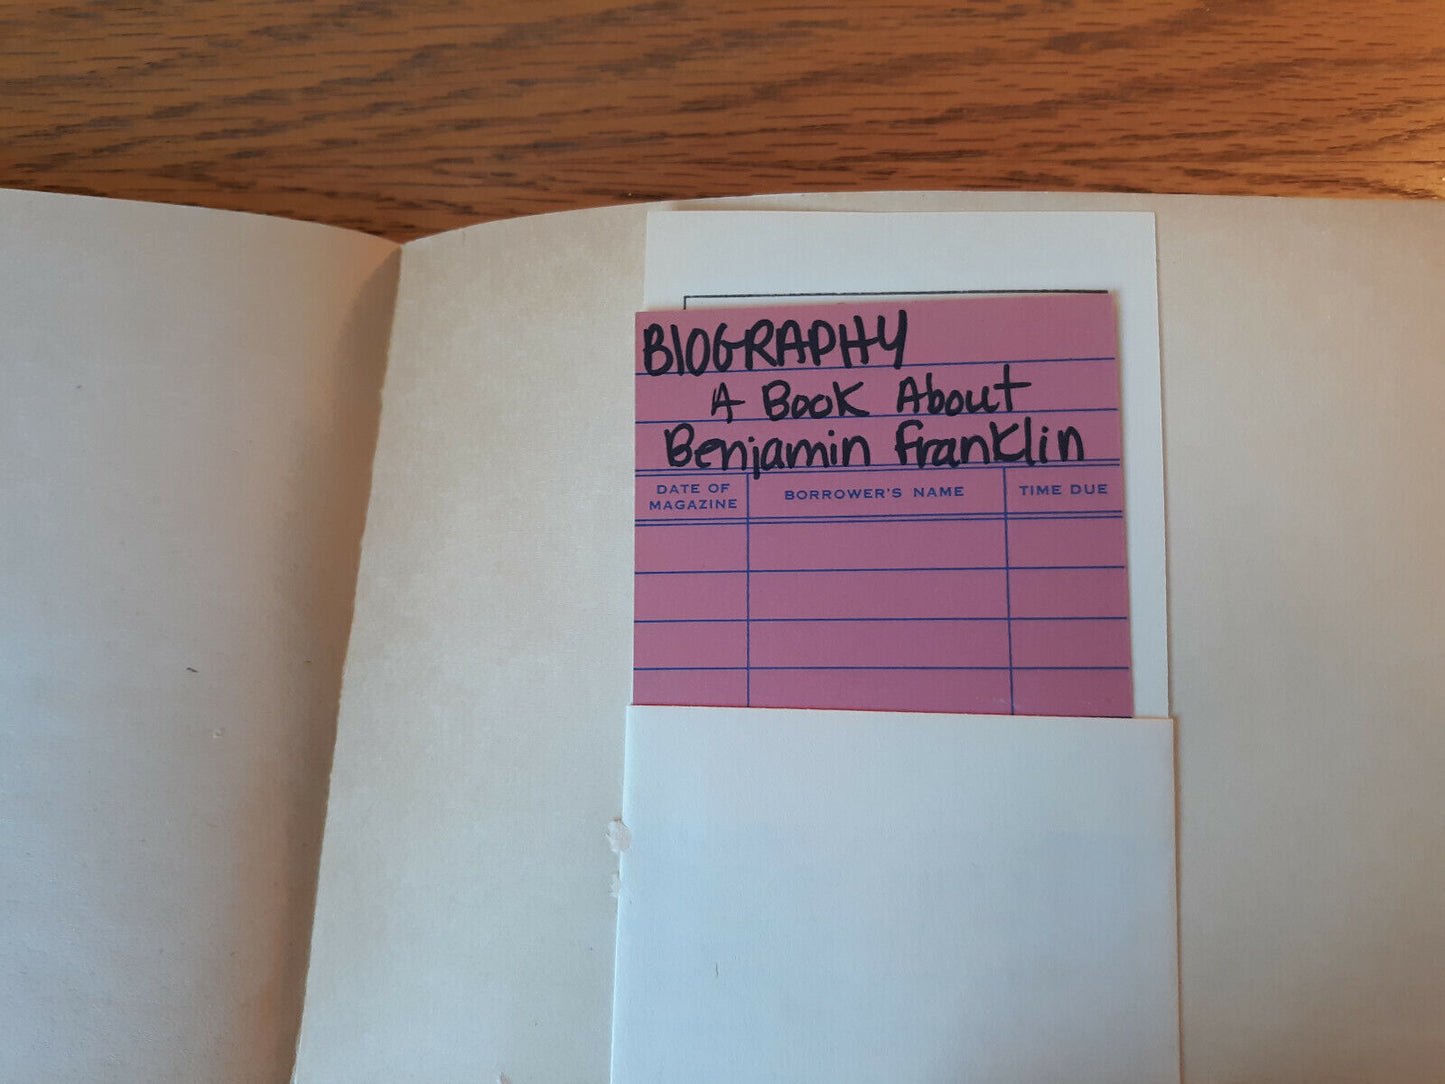 BIOGRAPHY
A Book About
Benjamin Franklin
DATE OF MAGAZINE
BORROWER'S NAME
TIME DUE